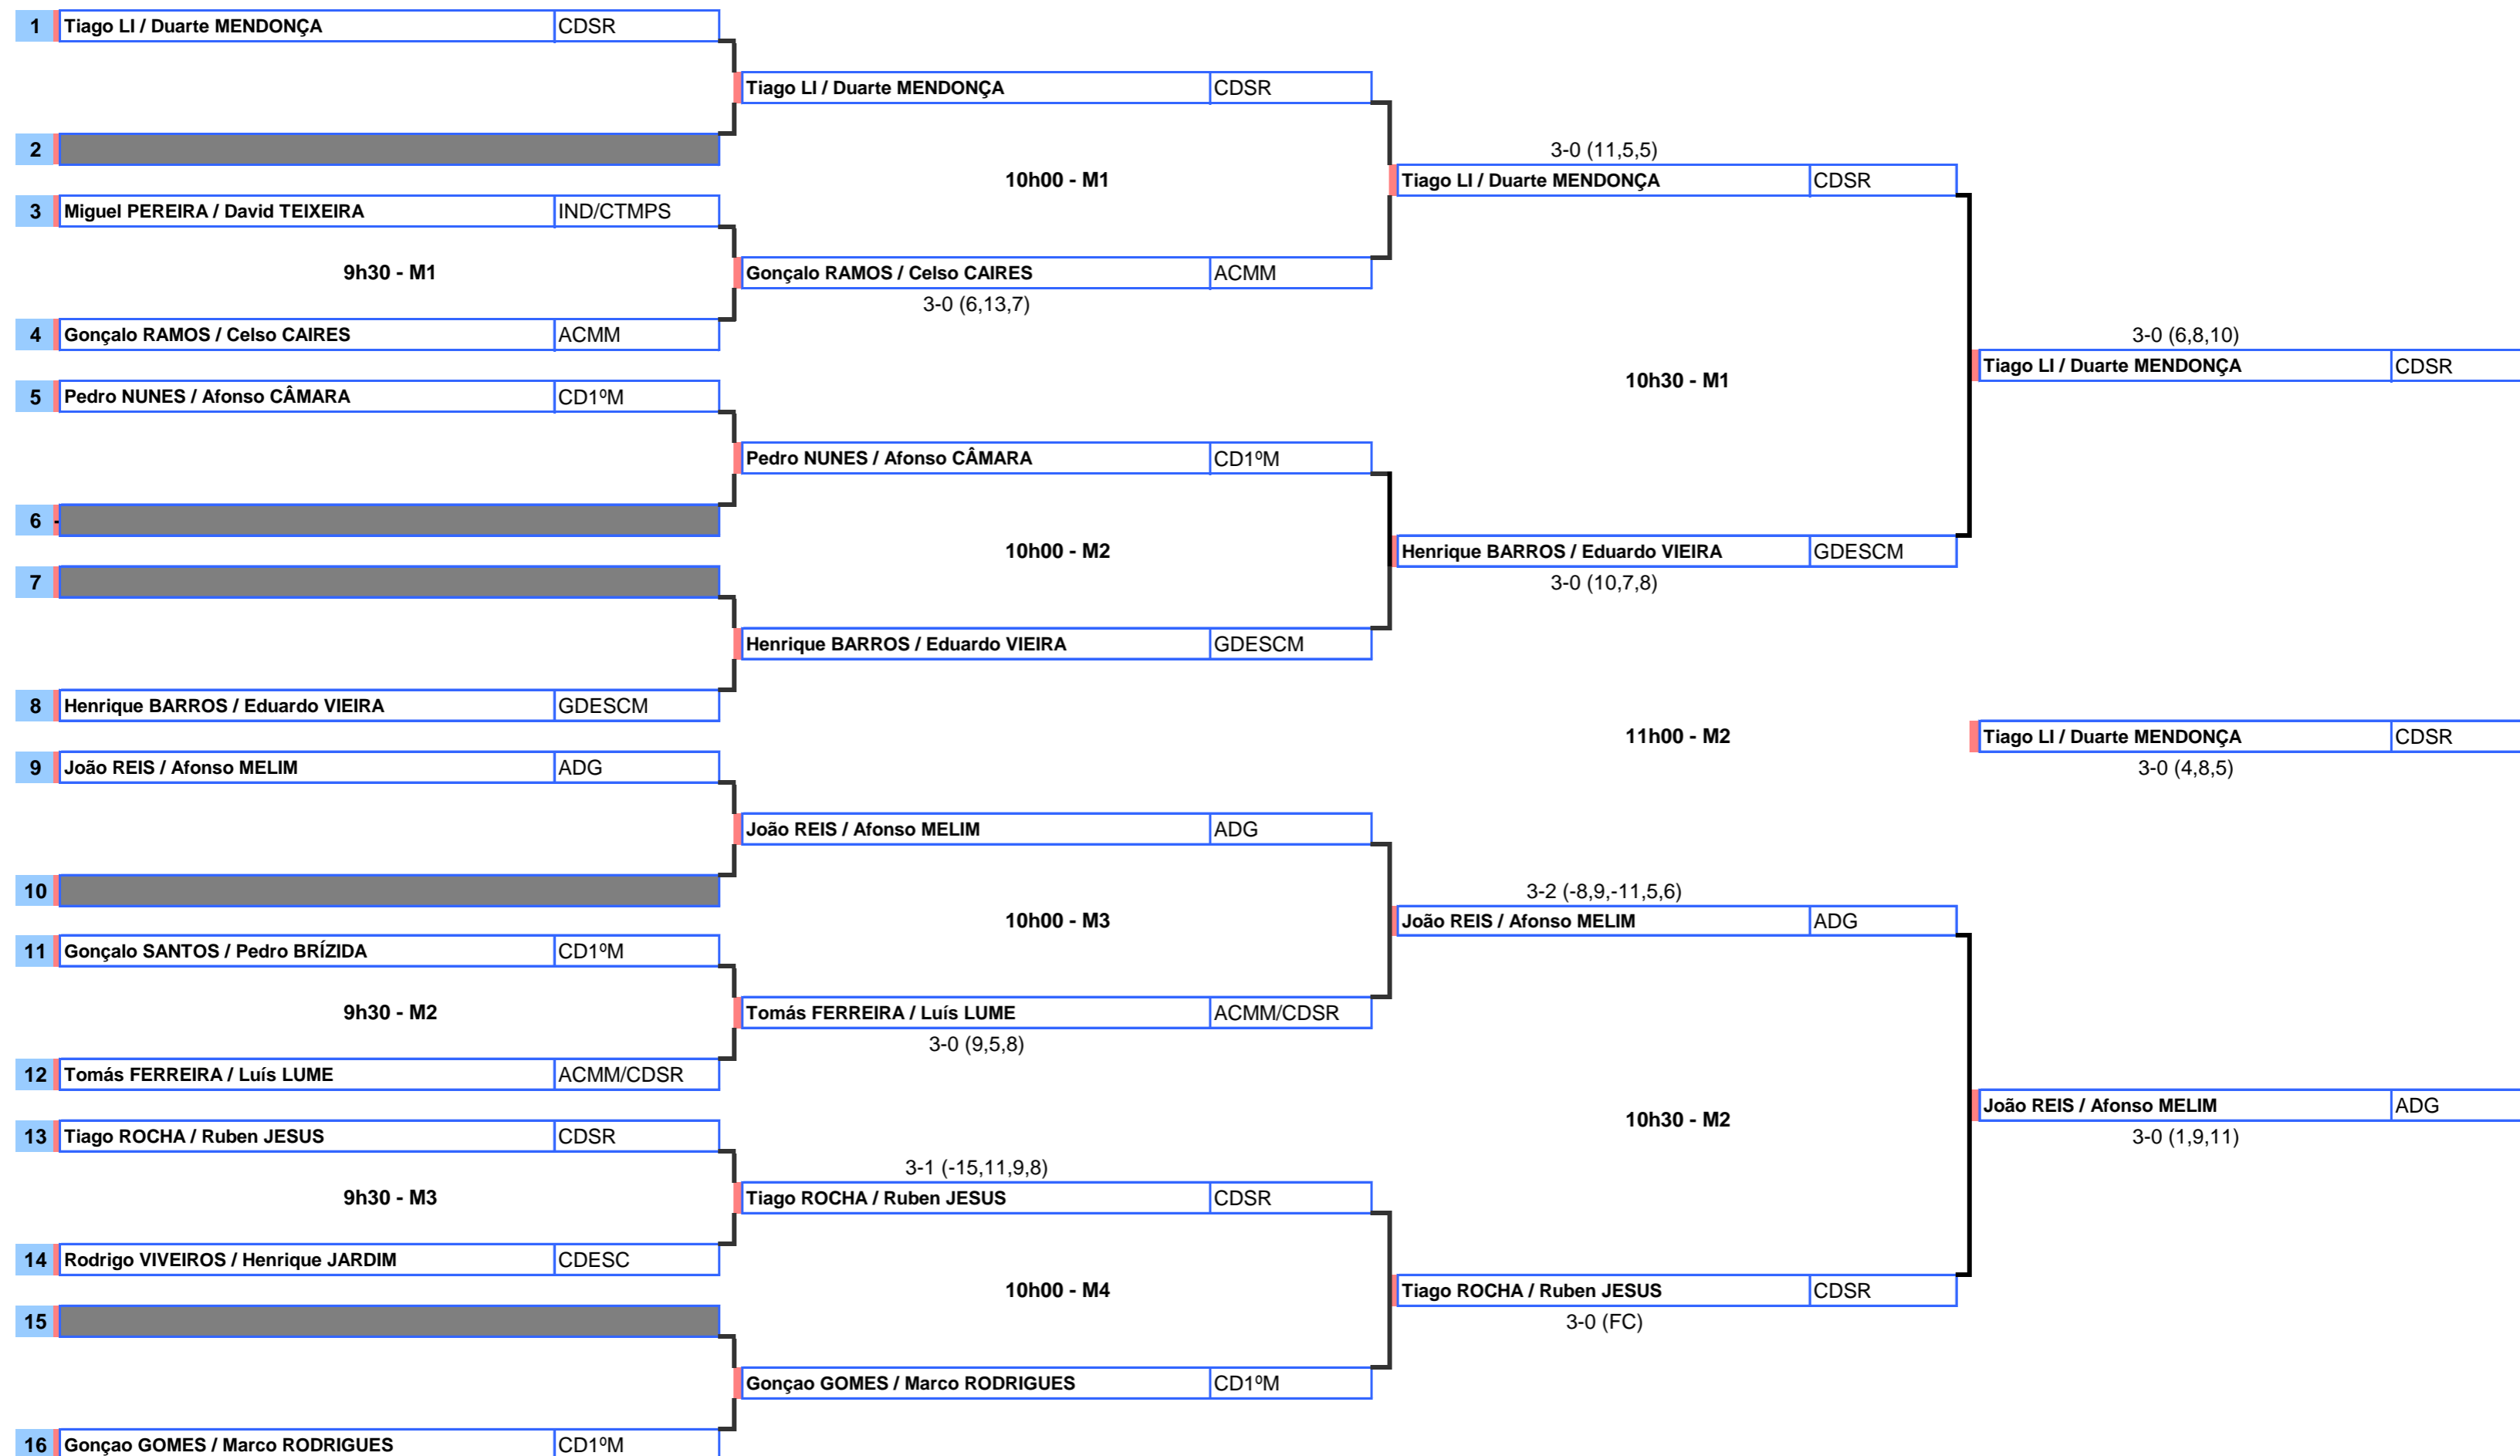 1 Tiago LI / Duarte MENDONÇA CDSR
Tiago LI / Duarte MENDONÇA CDSR
2 3-0 (11,5,5)
10h00 - M1 Tiago LI / Duarte MENDONÇA CDSR
3 Miguel PEREIRA / David TEIXEIRA IND/CTMPS
9h30 - M1 Gonçalo RAMOS / Celso CAIRES ACMM
3-0 (6,13,7)
4 Gonçalo RAMOS / Celso CAIRES ACMM 3-0 (6,8,10)
Tiago LI / Duarte MENDONÇA CDSR
10h30 - M1
5 Pedro NUNES / Afonso CÂMARA CD1ºM
Pedro NUNES / Afonso CÂMARA CD1ºM
6 -
10h00 - M2 Henrique BARROS / Eduardo VIEIRA GDESCM
7 3-0 (10,7,8)
Henrique BARROS / Eduardo VIEIRA GDESCM
8 Henrique BARROS / Eduardo VIEIRA GDESCM
11h00 - M2 Tiago LI / Duarte MENDONÇA CDSR
9 João REIS / Afonso MELIM ADG 3-0 (4,8,5)
João REIS / Afonso MELIM ADG
10 3-2 (-8,9,-11,5,6)
10h00 - M3 João REIS / Afonso MELIM ADG
11 Gonçalo SANTOS / Pedro BRÍZIDA CD1ºM
9h30 - M2 Tomás FERREIRA / Luís LUME ACMM/CDSR
3-0 (9,5,8)
12 Tomás FERREIRA / Luís LUME ACMM/CDSR
João REIS / Afonso MELIM ADG
10h30 - M2
13 Tiago ROCHA / Ruben JESUS CDSR 3-0 (1,9,11)
3-1 (-15,11,9,8)
9h30 - M3 Tiago ROCHA / Ruben JESUS CDSR
14 Rodrigo VIVEIROS / Henrique JARDIM CDESC
10h00 - M4 Tiago ROCHA / Ruben JESUS CDSR
15 3-0 (FC)
Gonçao GOMES / Marco RODRIGUES CD1ºM
16 Gonçao GOMES / Marco RODRIGUES CD1ºM